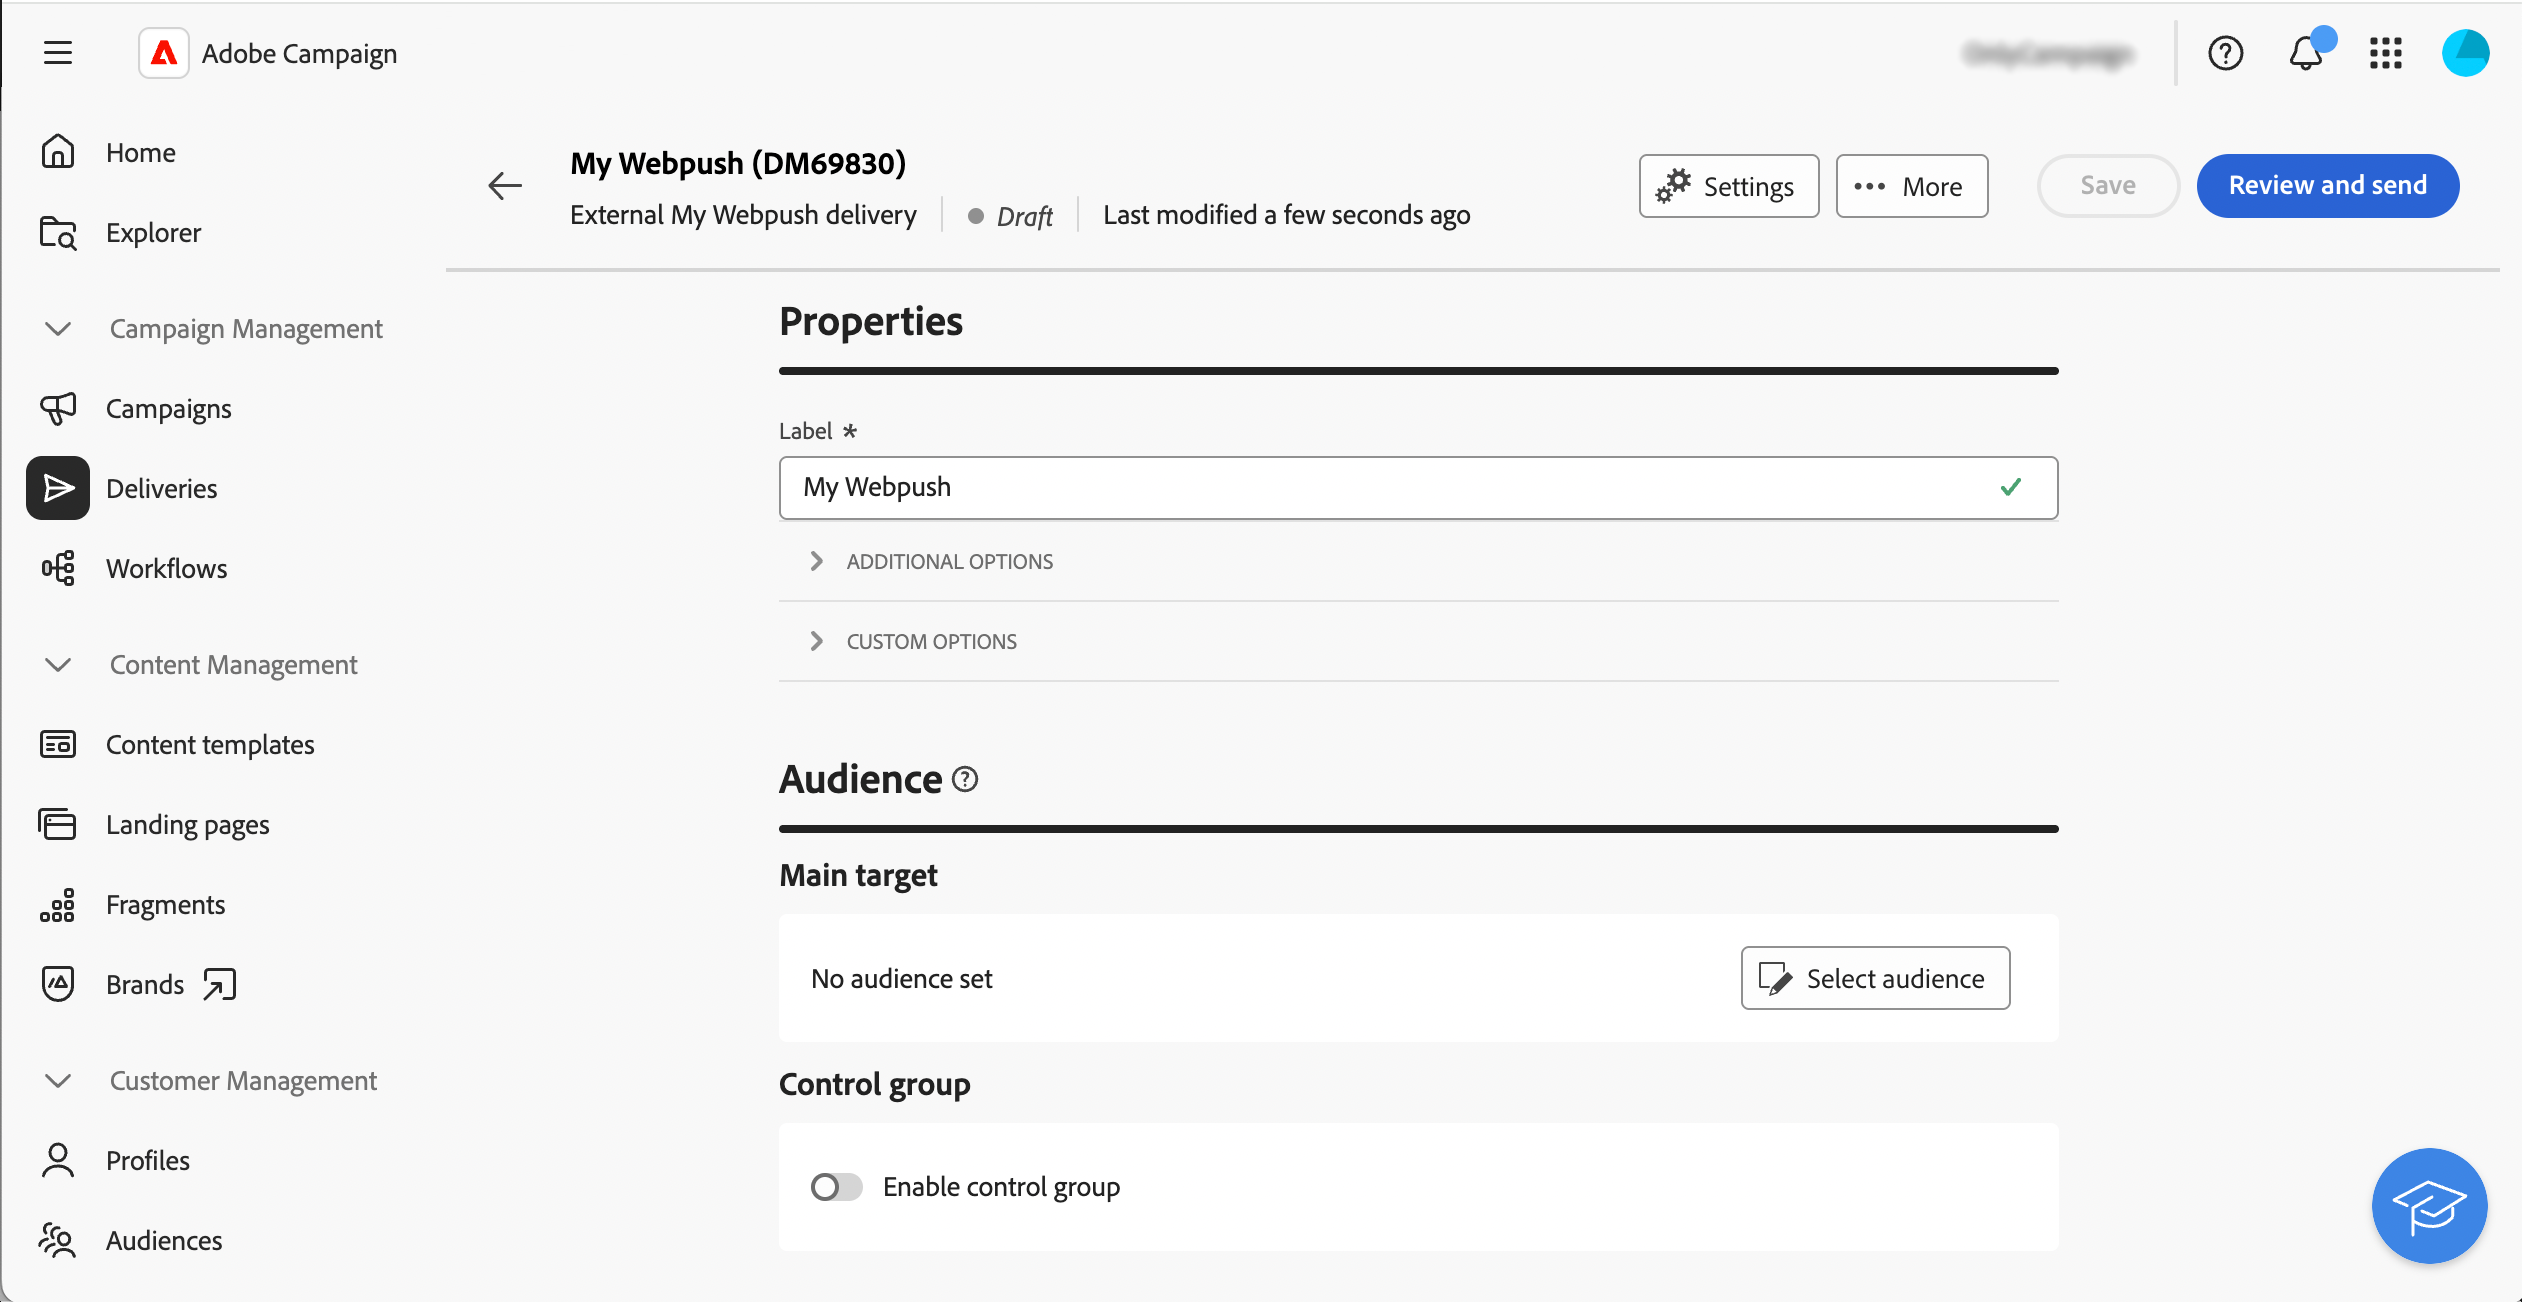 Adobe Campaign
Home
Explorer
Campaign Management
Campaigns
Deliveries
Workflows
Content Management
Content templates
Landing pages
Fragments
Brands
Customer Management
Profiles
Audiences
My Webpush (DM69830)
External My Webpush delivery
Draft
Last modified a few seconds ago
Settings
More
Save
Review and send
Properties
Label *
My Webpush
ADDITIONAL OPTIONS
CUSTOM OPTIONS
Audience
Main target
No audience set
Select audience
Control group
Enable control group